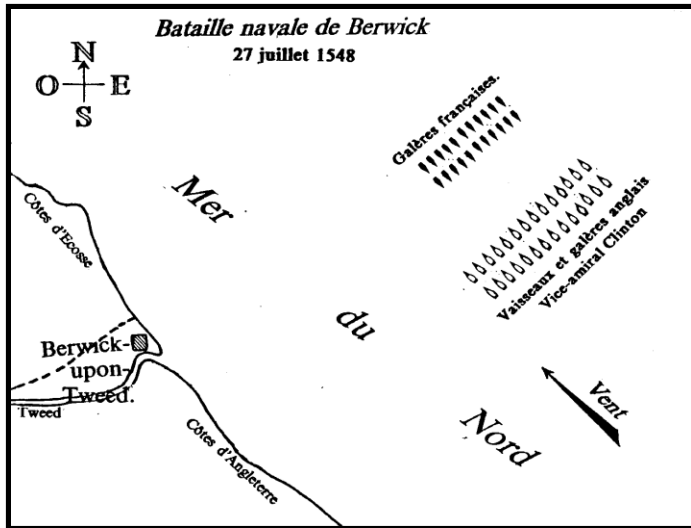 Bataille navale de Berwick
27 juillet 1548
N
O E
S
Galères françaises.
Mer
du
Nord
Côtes d'Ecosse
Vaisseaux et galères anglais
Vice-amiral Clinton
Berwick-
upon-
Tweed.
Tweed
Côtes d'Angleterre
Vent